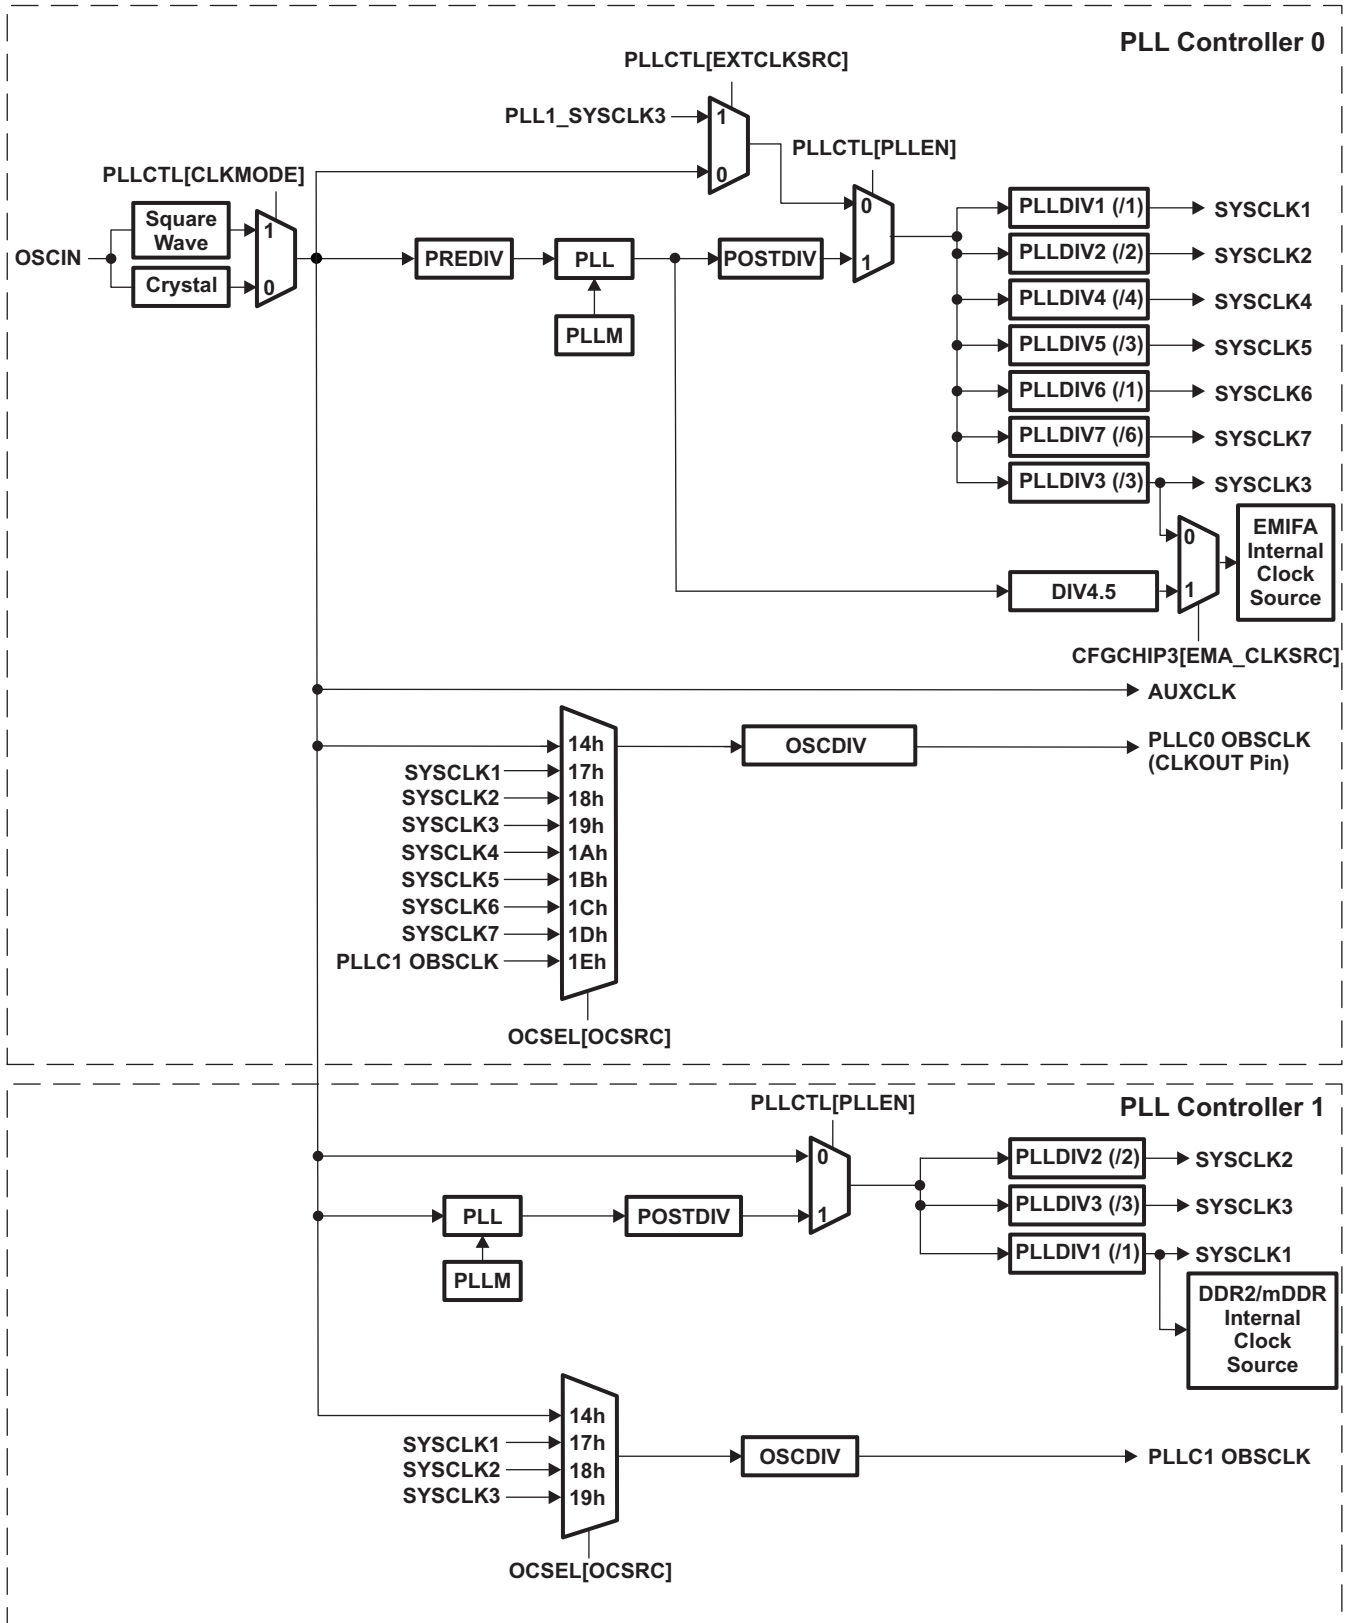 PLL Controller 0
PLLCTL[EXTCLKSRC]
PLL1_SYSCLK3
1
0
PLLCTL[PLLEN]
0
1
PLLCTL[CLKMODE]
OSCIN
Square
Wave
Crystal
1
0
PREDIV
PLL
PLLM
POSTDIV
PLLDIV1 (/1)
SYSCLK1
PLLDIV2 (/2)
SYSCLK2
PLLDIV4 (/4)
SYSCLK4
PLLDIV5 (/3)
SYSCLK5
PLLDIV6 (/1)
SYSCLK6
PLLDIV7 (/6)
SYSCLK7
PLLDIV3 (/3)
SYSCLK3
0
1
EMIFA
Internal
Clock
Source
DIV4.5
CFGCHIP3[EMA_CLKSRC]
AUXCLK
14h
OSCDIV
PLLC0 OBSCLK
(CLKOUT Pin)
SYSCLK1
17h
SYSCLK2
18h
SYSCLK3
19h
SYSCLK4
1Ah
SYSCLK5
1Bh
SYSCLK6
1Ch
SYSCLK7
1Dh
PLLC1 OBSCLK
1Eh
OCSEL[OCSRC]
PLL Controller 1
PLLCTL[PLLEN]
0
1
PLL
PLLM
POSTDIV
PLLDIV2 (/2)
SYSCLK2
PLLDIV3 (/3)
SYSCLK3
PLLDIV1 (/1)
SYSCLK1
DDR2/mDDR
Internal
Clock
Source
14h
SYSCLK1
17h
SYSCLK2
18h
SYSCLK3
19h
OSCDIV
PLLC1 OBSCLK
OCSEL[OCSRC]